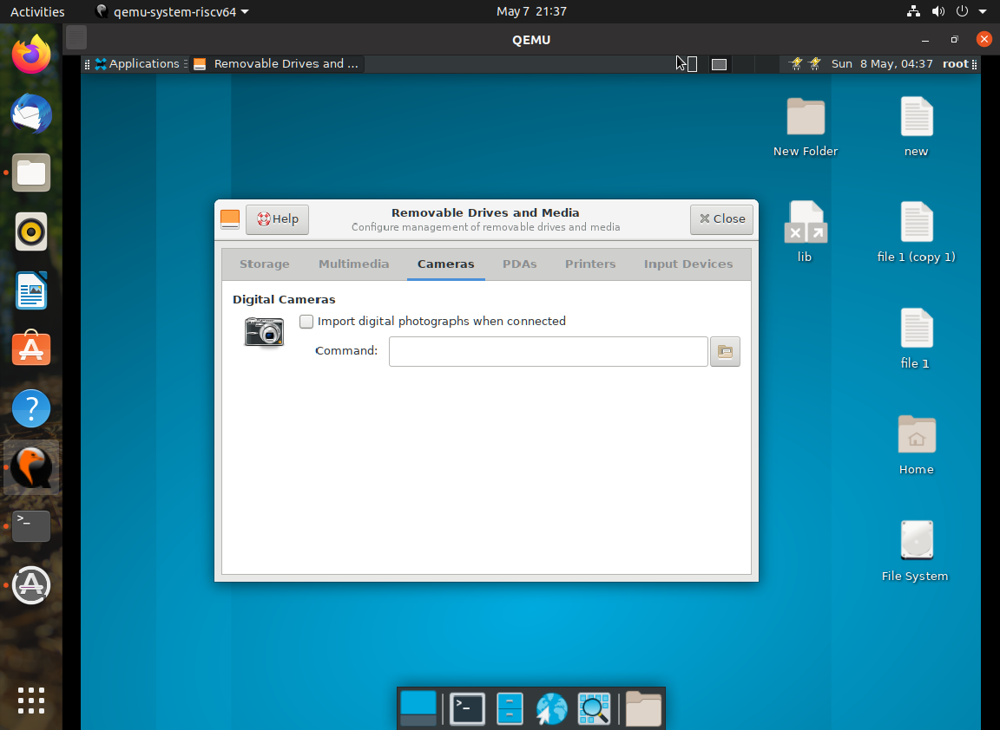 Activities
qemu-system-riscv64
May 7 21:37
QEMU
Applications
Removable Drives and ...
Sun 8 May, 04:37
root
New Folder
new
Help
Removable Drives and Media
Configure management of removable drives and media
Close
lib
file 1 (copy 1)
Storage
Multimedia
Cameras
PDAs
Printers
Input Devices
Digital Cameras
Import digital photographs when connected
Command:
file 1
Home
File System